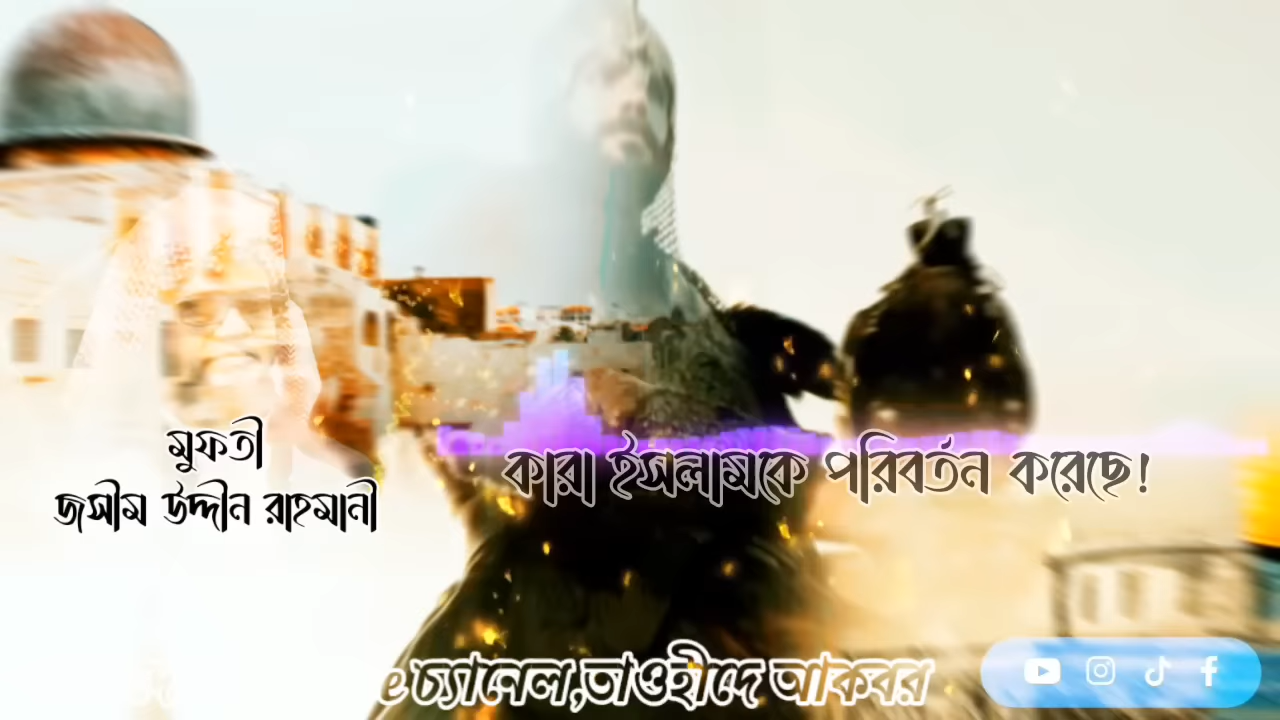 মুফতী
জসীম উদ্দীন রাহমানী
কারা ইসলামকে পরিবর্তন করেছে!
চ্যানেল,তাওহীদে আকবর